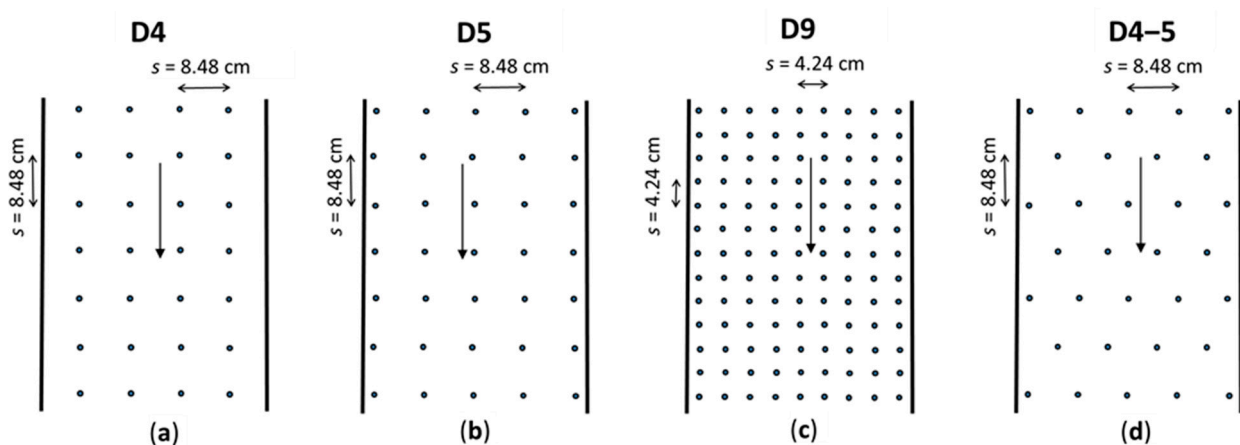 D4
s = 8.48 cm
s = 8.48 cm
(a)
D5
s = 8.48 cm
s = 8.48 cm
(b)
D9
s = 4.24 cm
s = 4.24 cm
(c)
D4–5
s = 8.48 cm
s = 8.48 cm
(d)